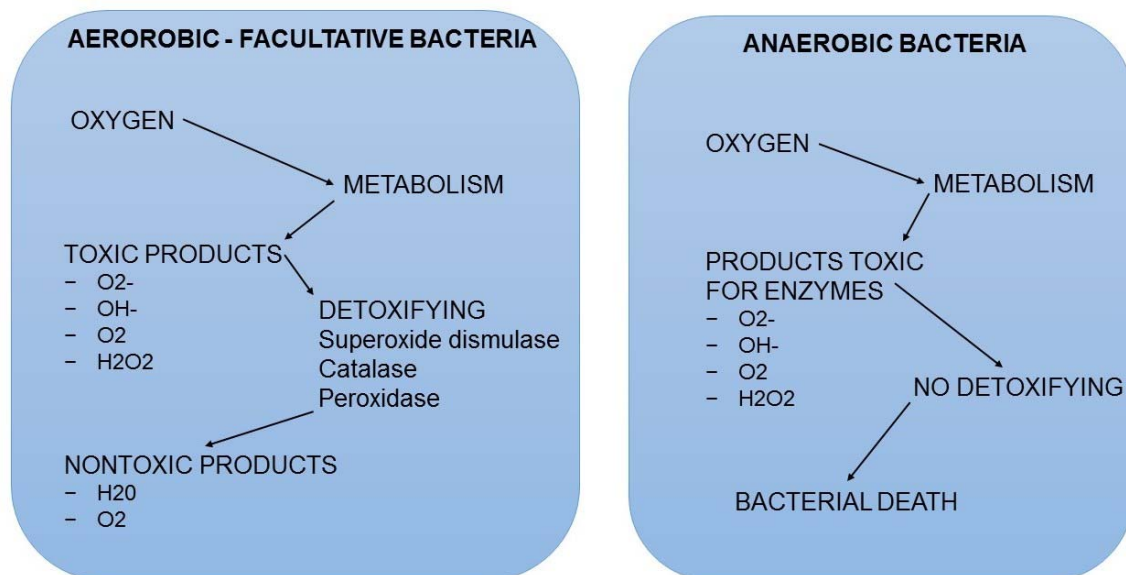 AEROROBIC - FACULTATIVE BACTERIA
OXYGEN
METABOLISM
TOXIC PRODUCTS
− O2-
− OH-
− O2
− H2O2
DETOXIFYING
Superoxide dismulase
Catalase
Peroxidase
NONTOXIC PRODUCTS
− H20
− O2
ANAEROBIC BACTERIA
OXYGEN
METABOLISM
PRODUCTS TOXIC
FOR ENZYMES
− O2-
− OH-
− O2
− H2O2
NO DETOXIFYING
BACTERIAL DEATH